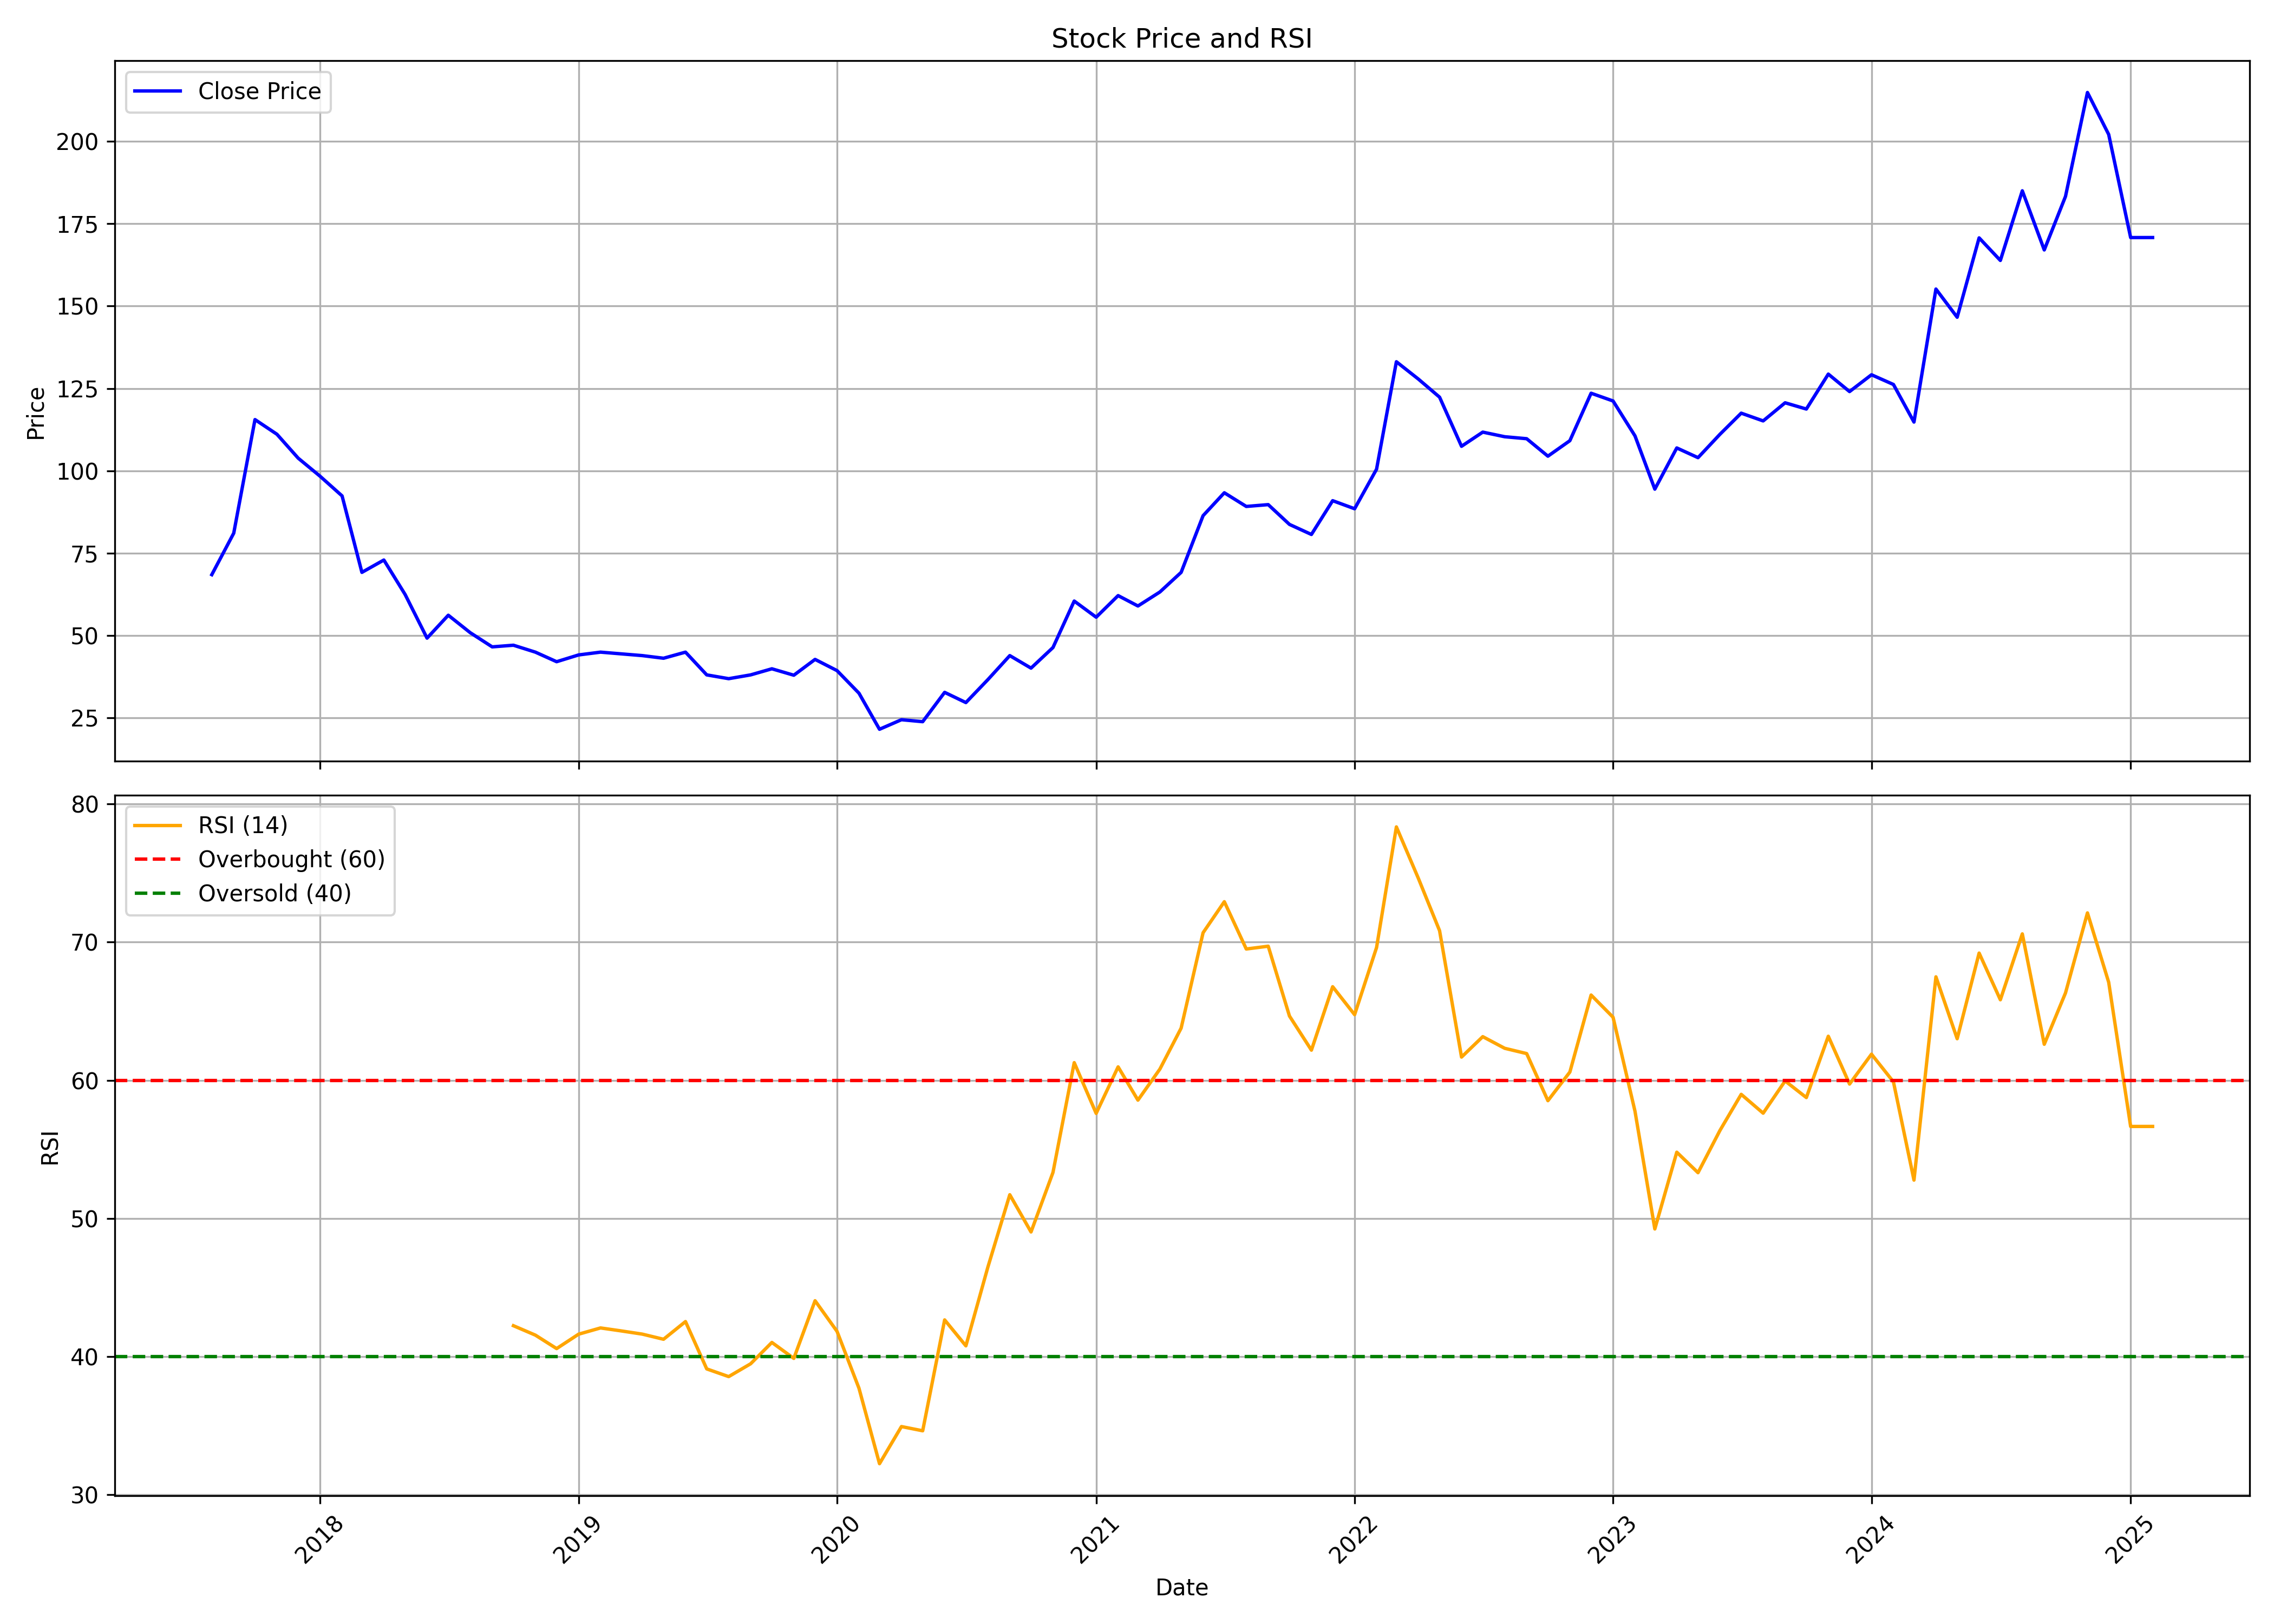 Stock Price and RSI
Close Price
Price
200
175
150
125
100
75
50
25
RSI (14)
Overbought (60)
Oversold (40)
RSI
80
70
60
50
40
30
2018
2019
2020
2021
2022
2023
2024
2025
Date